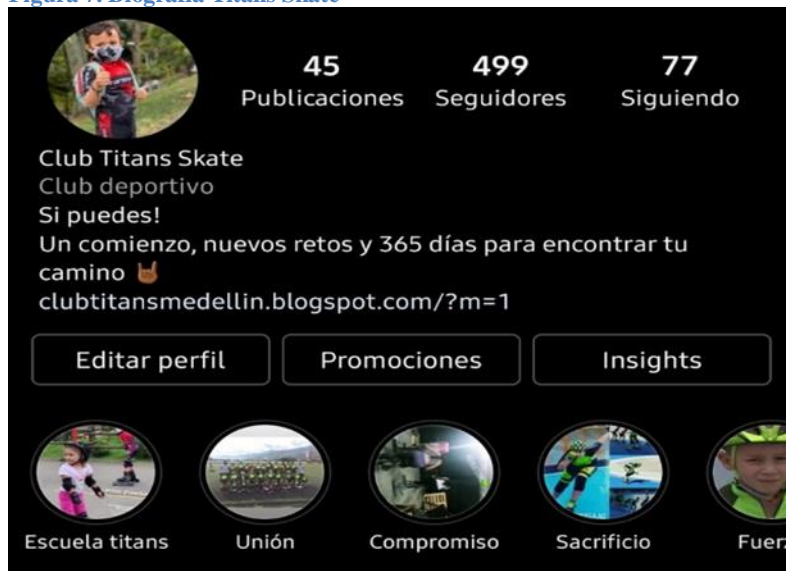 Figura 7. Biografía Titans Skate
45 499 77
Publicaciones Seguidores Siguiendo
Club Titans Skate
Club deportivo
Si puedes!
Un comienzo, nuevos retos y 365 días para encontrar tu
camino 🤘🏾
clubtitansmedellin.blogspot.com/?m=1
Editar perfil Promociones Insights
Escuela titans Unión Compromiso Sacrificio Fuerz